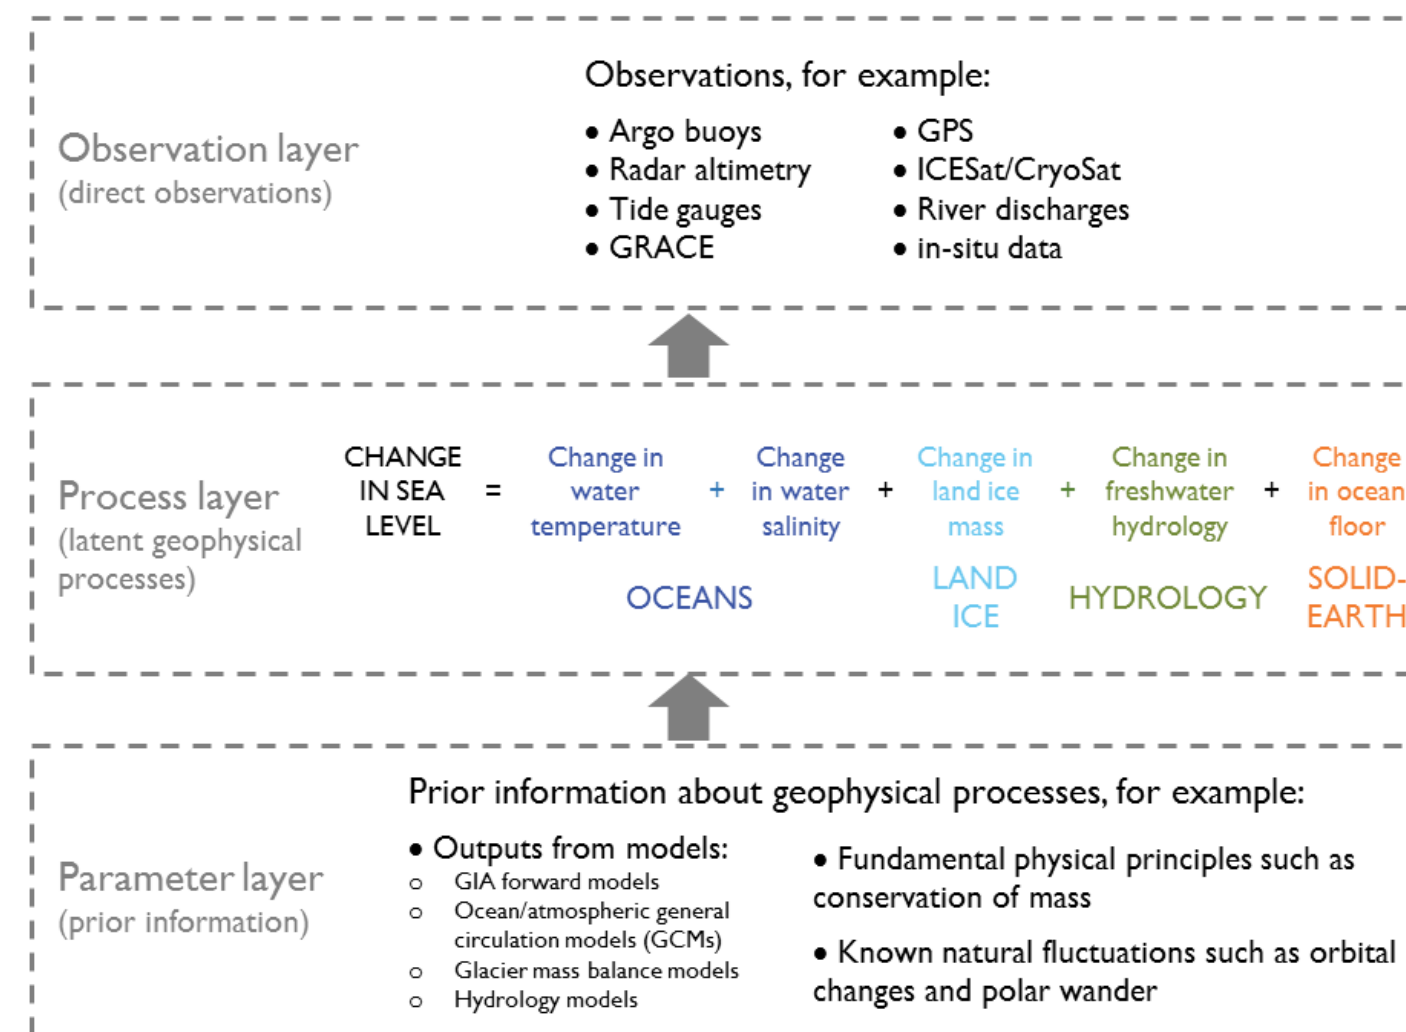 Observation layer
(direct observations)
Observations, for example:
• Argo buoys
• Radar altimetry
• Tide gauges
• GRACE
• GPS
• ICESat/CryoSat
• River discharges
• in-situ data
Process layer
(latent geophysical
processes)
CHANGE
IN SEA
LEVEL
=
Change in
water
temperature
+
Change
in water
salinity
+
Change in
land ice
mass
+
Change in
freshwater
hydrology
+
Change
in ocean
floor
OCEANS
LAND
ICE
HYDROLOGY
SOLID-
EARTH
Parameter layer
(prior information)
Prior information about geophysical processes, for example:
• Outputs from models:
o GIA forward models
o Ocean/atmospheric general
circulation models (GCMs)
o Glacier mass balance models
o Hydrology models
• Fundamental physical principles such as
conservation of mass
• Known natural fluctuations such as orbital
changes and polar wander